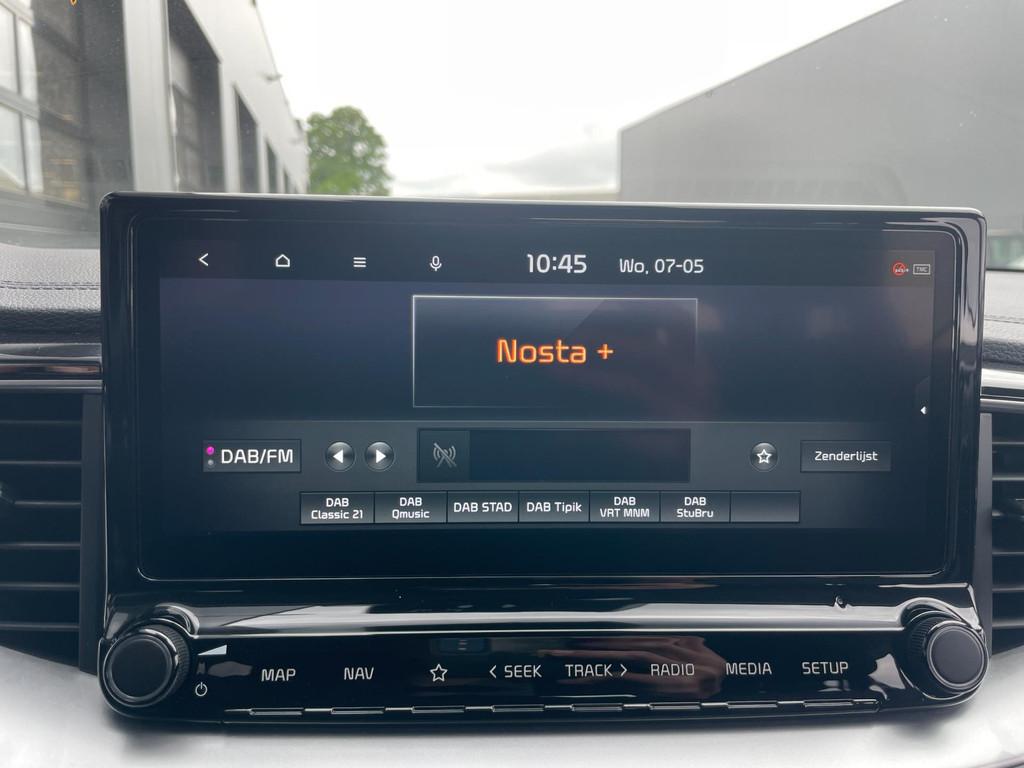 10:45 Wo, 07-05 TMC
Nosta +
DAB/FM Zenderlijst
DAB Classic 21
DAB Qmusic
DAB STAD
DAB Tipik
DAB VRT MNM
DAB StuBru
MAP NAV < SEEK TRACK > RADIO MEDIA SETUP